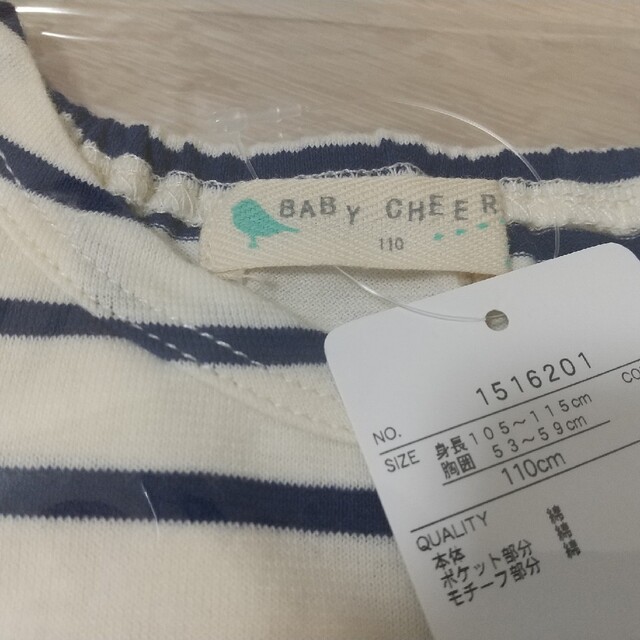 BABY CHEER
110
NO. 1516201
SIZE 身長105～115cm
胸囲 53～59cm
110cm
QUALITY
本体 綿
ポケット部分 綿
モチーフ部分 綿